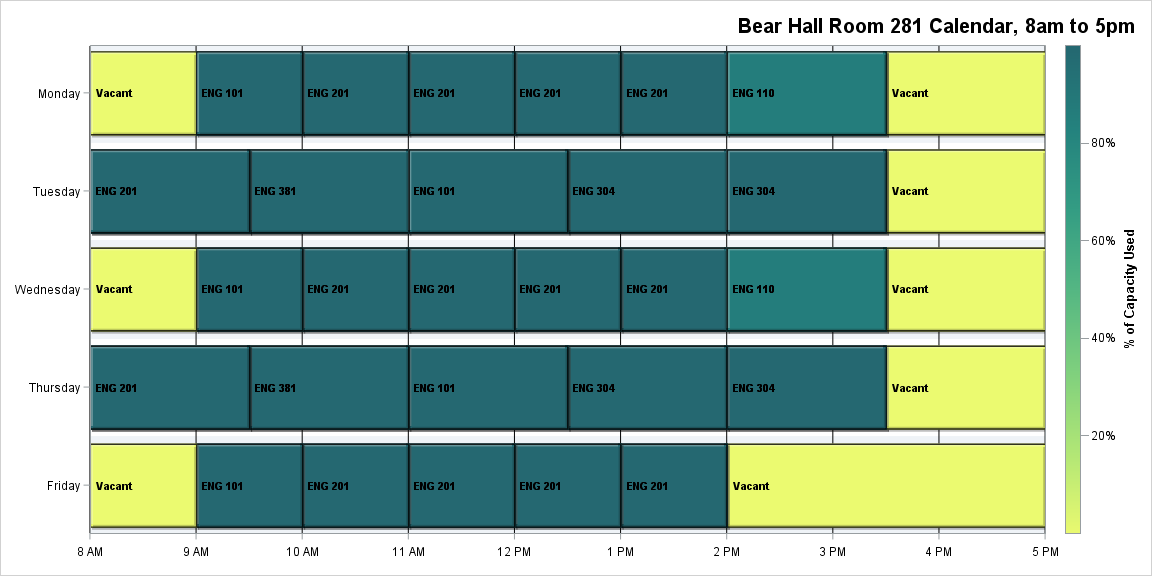 Bear Hall Room 281 Calendar, 8am to 5pm
Monday
Vacant
ENG 101
ENG 201
ENG 201
ENG 201
ENG 201
ENG 110
Vacant
Tuesday
ENG 201
ENG 381
ENG 101
ENG 304
ENG 304
Vacant
Wednesday
Vacant
ENG 101
ENG 201
ENG 201
ENG 201
ENG 201
ENG 110
Vacant
Thursday
ENG 201
ENG 381
ENG 101
ENG 304
ENG 304
Vacant
Friday
Vacant
ENG 101
ENG 201
ENG 201
ENG 201
ENG 201
Vacant
8 AM
9 AM
10 AM
11 AM
12 PM
1 PM
2 PM
3 PM
4 PM
5 PM
80%
60%
40%
20%
% of Capacity Used